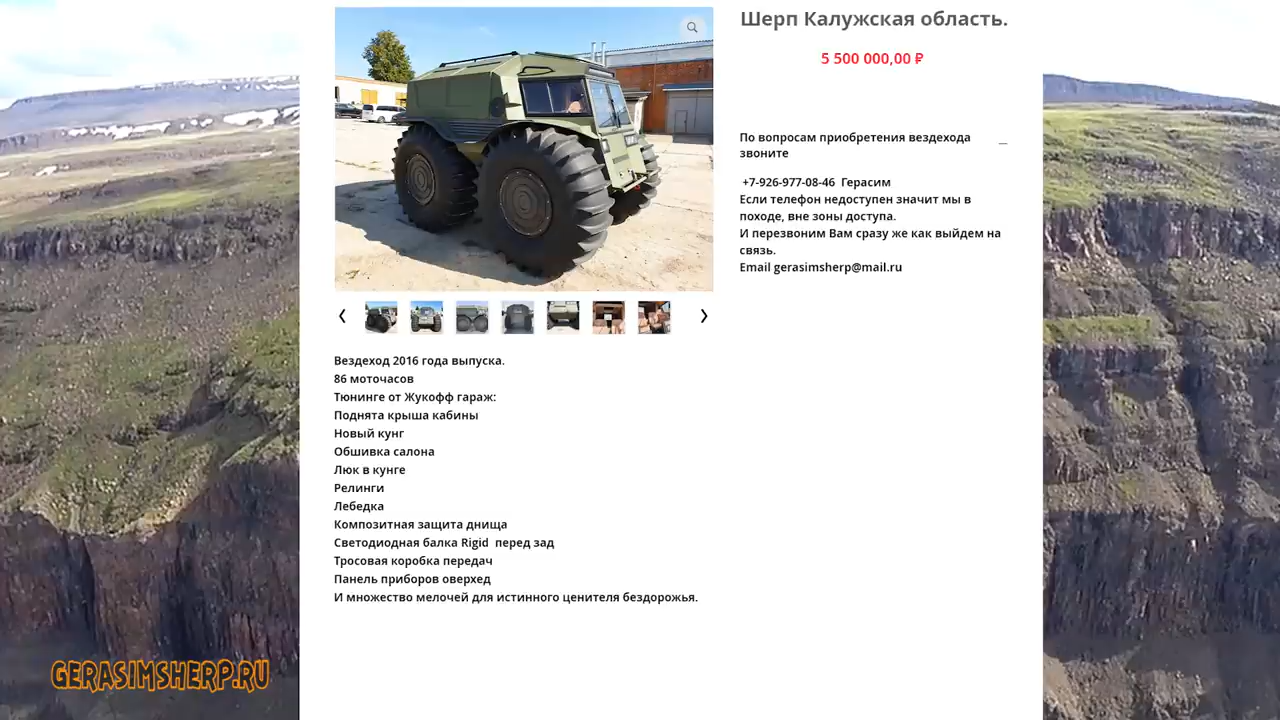 Шерп Калужская область.
5 500 000,00 ₽
По вопросам приобретения вездехода
звоните
+7-926-977-08-46  Герасим
Если телефон недоступен значит мы в
походе, вне зоны доступа.
И перезвоним Вам сразу же как выйдем на
связь.
Email gerasimsherp@mail.ru
Вездеход 2016 года выпуска.
86 моточасов
Тюнинге от Жукофф гараж:
Поднята крыша кабины
Новый кунг
Обшивка салона
Люк в кунге
Релинги
Лебедка
Композитная защита днища
Светодиодная балка Rigid  перед зад
Тросовая коробка передач
Панель приборов оверхед
И множество мелочей для истинного ценителя бездорожья.
GERASIMSHERP.RU